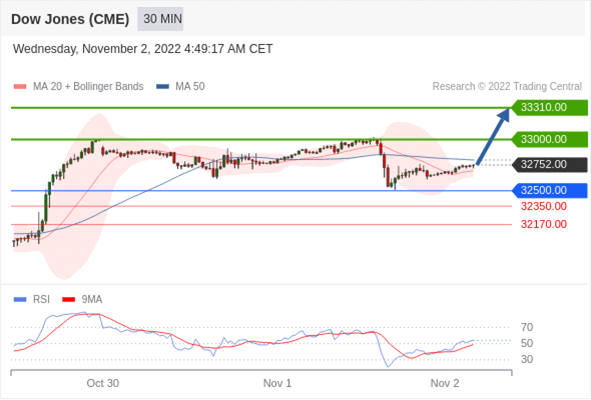 Dow Jones (CME) 30 MIN
Wednesday, November 2, 2022 4:49:17 AM CET
MA 20 + Bollinger Bands MA 50 Research © 2022 Trading Central
33310.00
33000.00
32752.00
32500.00
32350.00
32170.00
RSI 9MA
70
50
30
Oct 30 Nov 1 Nov 2